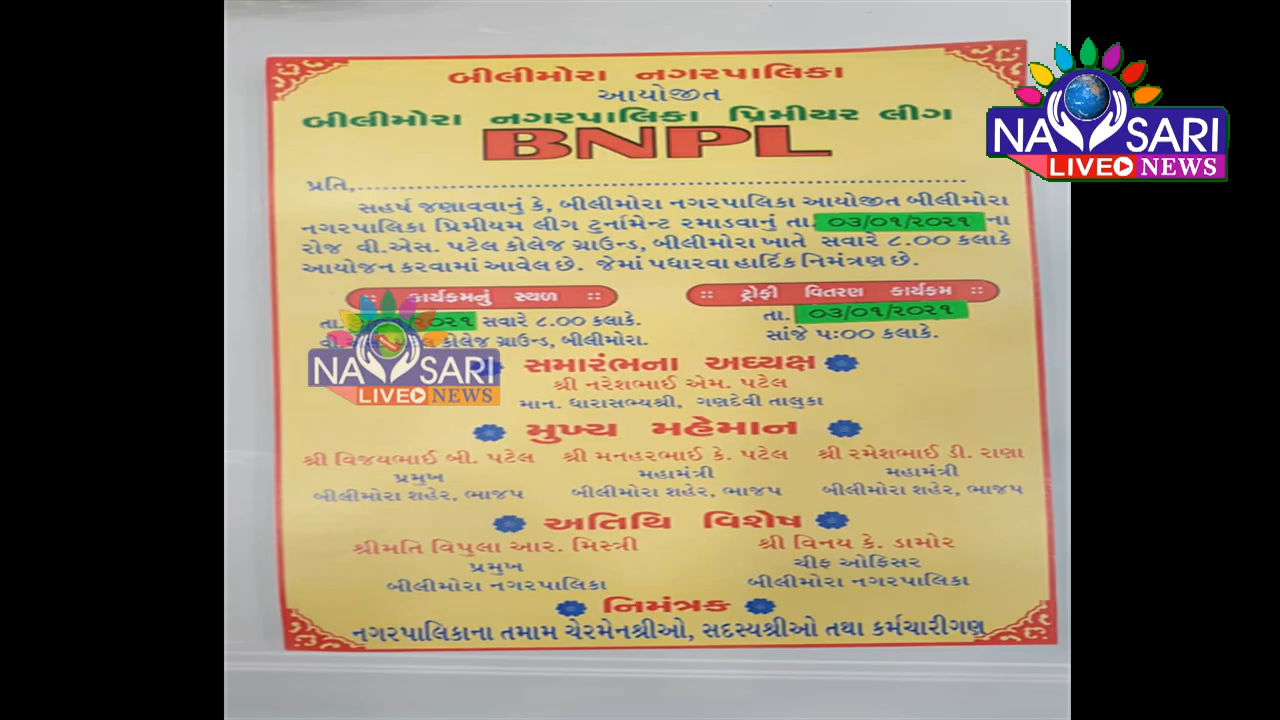 બીલીમોરા નગરપાલિકા
આયોજીત
બીલીમોરા નગરપાલિકા પ્રિમીયર લીગ
BNPL
પ્રતિ,
સહર્ષ જણાવવાનું કે, બીલીમોરા નગરપાલિકા આયોજીત બીલીમોરા
નગરપાલિકા પ્રિમીયમ લીગ ટુર્નામેન્ટ રમાડવાનું તા. ૦૩/૦૧/૨૦૨૧ ના
રોજ વી.એસ. પટેલ કોલેજ ગ્રાઉન્ડ, બીલીમોરા ખાતે સવારે ૮.૦૦ કલાકે
આયોજન કરવામાં આવેલ છે. જેમાં પધારવા હાર્દિક નિમંત્રણ છે.
:: કાર્યક્રમનું સ્થળ ::
તા. ૨૦૨૧ સવારે ૮.૦૦ કલાકે.
કોલેજ ગ્રાઉન્ડ, બીલીમોરા.
:: ટ્રોફી વિતરણ કાર્યક્રમ ::
તા. ૦૩/૦૧/૨૦૨૧
સાંજે ૫:૦૦ કલાકે.
સમારંભના અધ્યક્ષ
શ્રી નરેશભાઈ એમ. પટેલ
માન. ધારાસભ્યશ્રી, ગણદેવી તાલુકા
મુખ્ય મહેમાન
શ્રી વિજયભાઈ બી. પટેલ શ્રી મનહરભાઈ કે. પટેલ શ્રી રમેશભાઈ ડી. રાણા
પ્રમુખ મહામંત્રી મહામંત્રી
બીલીમોરા શહેર, ભાજપ બીલીમોરા શહેર, ભાજપ બીલીમોરા શહેર, ભાજપ
અતિથિ વિશેષ
શ્રીમતિ વિપુલા આર. મિસ્ત્રી શ્રી વિનય કે. ડામોર
પ્રમુખ ચીફ ઓફિસર
બીલીમોરા નગરપાલિકા બીલીમોરા નગરપાલિકા
નિમંત્રક
નગરપાલિકાના તમામ ચેરમેનશ્રીઓ, સદસ્યશ્રીઓ તથા કર્મચારીગણ
NAVSARI
LIVE NEWS
NAVSARI
LIVE NEWS